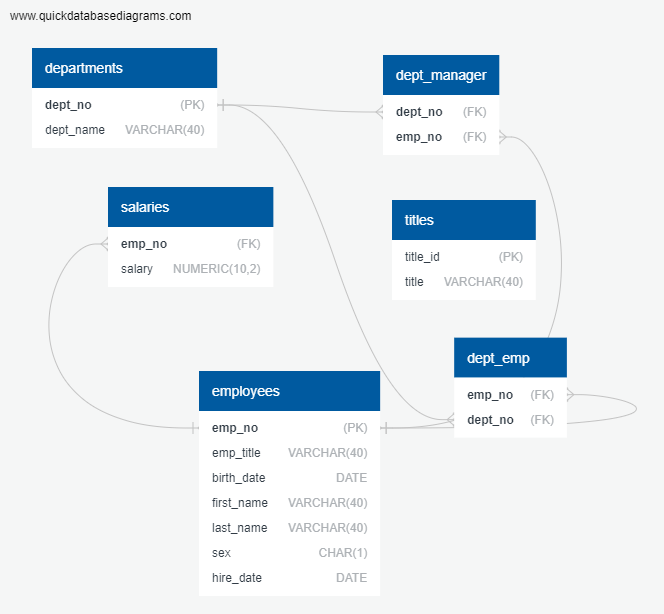 www.quickdatabasediagrams.com
departments
dept_no (PK)
dept_name VARCHAR(40)
dept_manager
dept_no (FK)
emp_no (FK)
salaries
emp_no (FK)
salary NUMERIC(10,2)
titles
title_id (PK)
title VARCHAR(40)
dept_emp
emp_no (FK)
dept_no (FK)
employees
emp_no (PK)
emp_title VARCHAR(40)
birth_date DATE
first_name VARCHAR(40)
last_name VARCHAR(40)
sex CHAR(1)
hire_date DATE